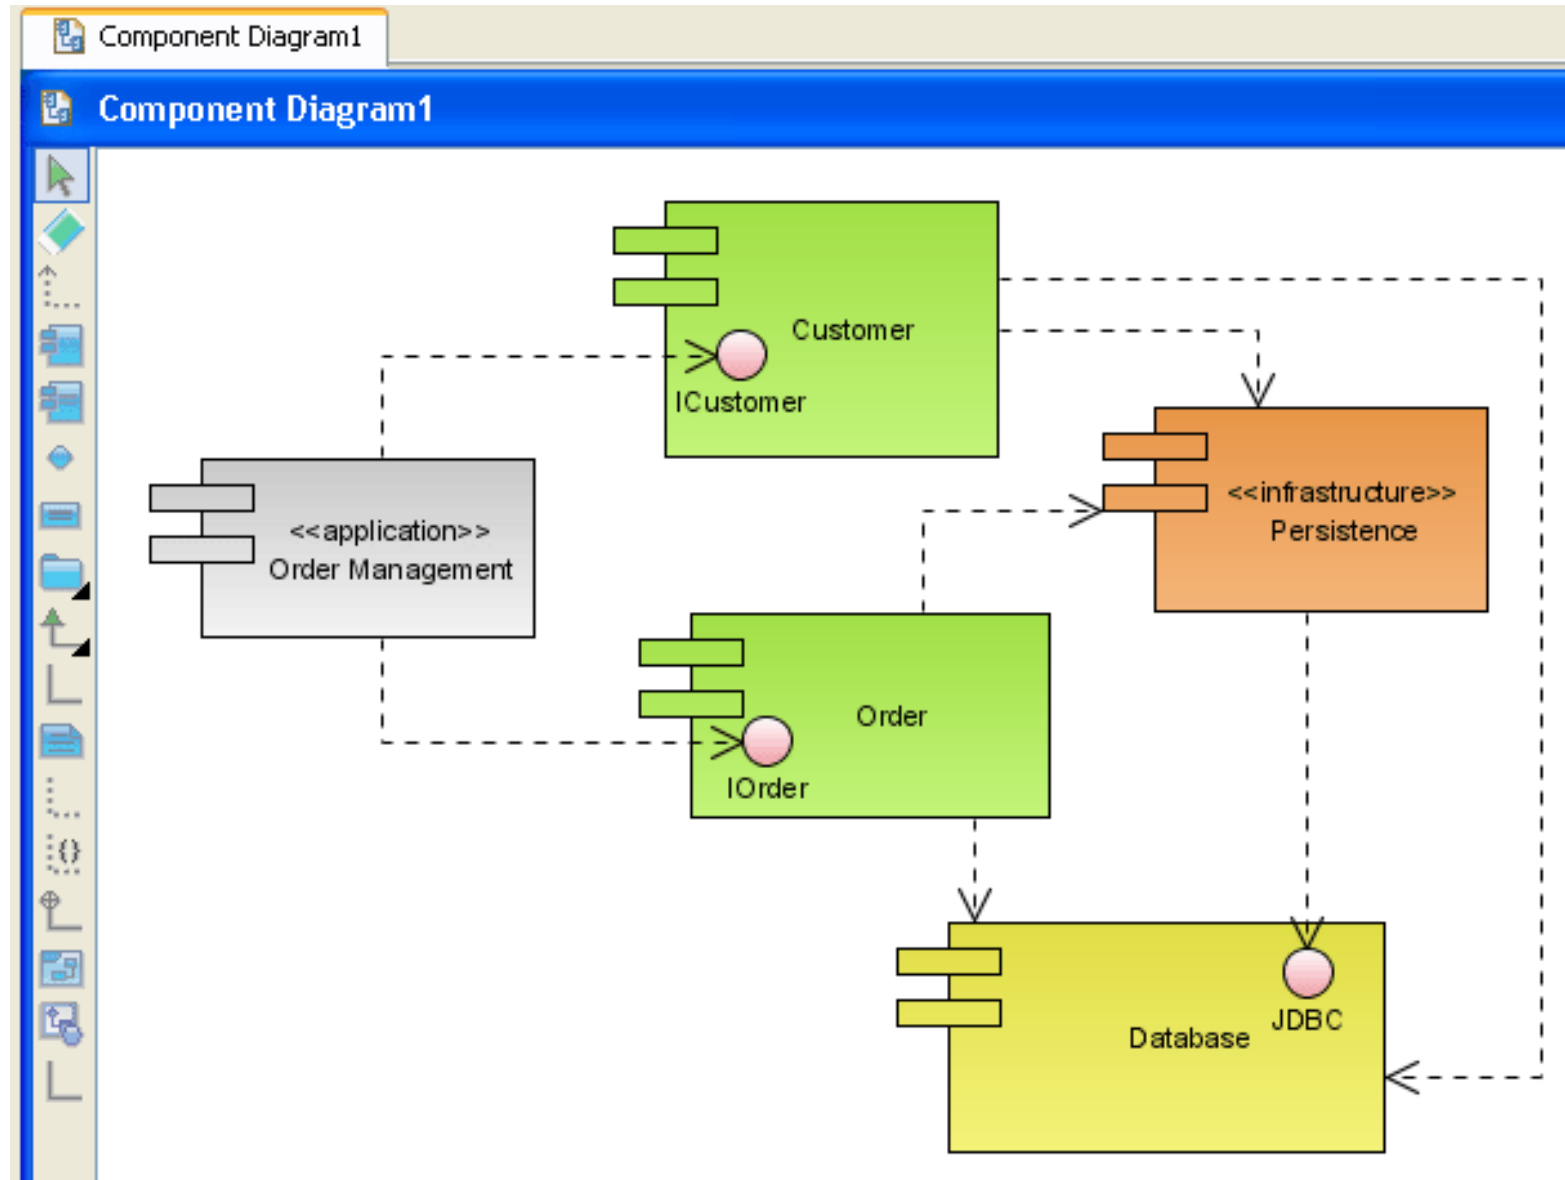 Component Diagram1
Component Diagram1
Customer
ICustomer
<<infrastructure>>
Persistence
<<application>>
Order Management
Order
IOrder
JDBC
Database